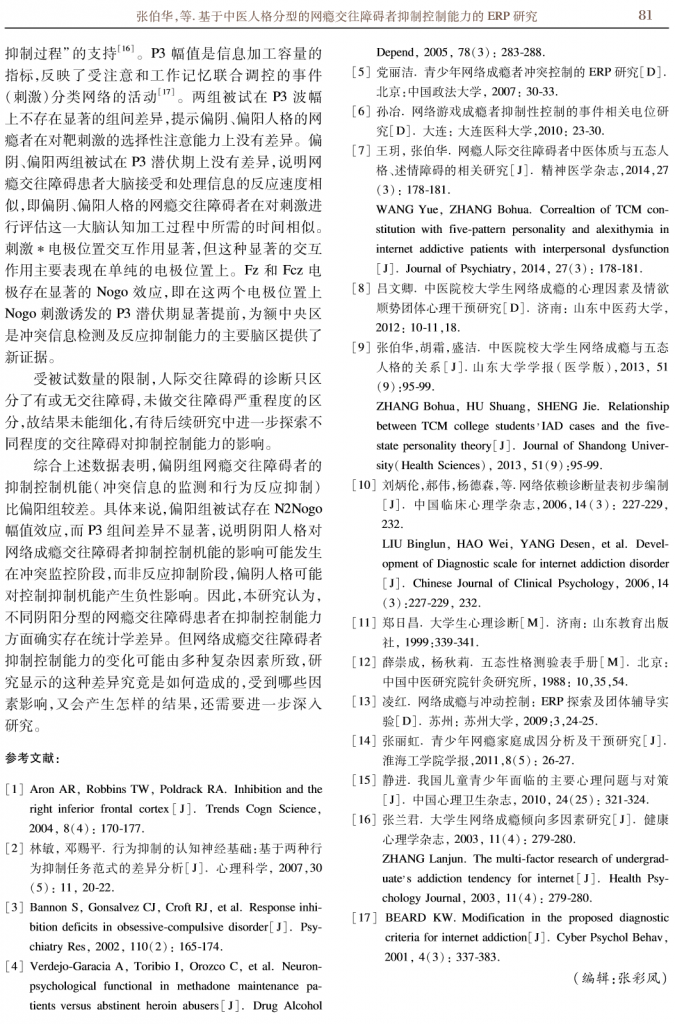 张伯华,等.基于中医人格分型的网瘾交往障碍者抑制控制能力的 ERP 研究
81
抑制过程”的支持[16]。P3 幅值是信息加工容量的
指标,反映了受注意和工作记忆联合调控的事件
(刺激)分类网络的活动[17]。两组被试在 P3 波幅
上不存在显著的组间差异,提示偏阴、偏阳人格的网
瘾者在对靶刺激的选择性注意能力上没有差异。偏
阴、偏阳两组被试在 P3 潜伏期上没有差异,说明网
瘾交往障碍患者大脑接受和处理信息的反应速度相
似,即偏阴、偏阳人格的网瘾交往障碍者在对刺激进
行评估这一大脑认知加工过程中所需的时间相似。
刺激 * 电极位置交互作用显著,但这种显著的交互
作用主要表现在单纯的电极位置上。Fz 和 Fcz 电
极存在显著的 Nogo 效应,即在这两个电极位置上
Nogo 刺激诱发的 P3 潜伏期显著提前,为额中央区
是冲突信息检测及反应抑制能力的主要脑区提供了
新证据。
受被试数量的限制,人际交往障碍的诊断只区
分了有或无交往障碍,未做交往障碍严重程度的区
分,故结果未能细化,有待后续研究中进一步探索不
同程度的交往障碍对抑制控制能力的影响。
综合上述数据表明,偏阴组网瘾交往障碍者的
抑制控制机能(冲突信息的监测和行为反应抑制)
比偏阳组较差。具体来说,偏阳组被试存在 N2Nogo
幅值效应,而 P3 组间差异不显著,说明阴阳人格对
网络成瘾交往障碍者抑制控制机能的影响可能发生
在冲突监控阶段,而非反应抑制阶段,偏阴人格可能
对控制抑制机能产生负性影响。因此,本研究认为,
不同阴阳分型的网瘾交往障碍患者在抑制控制能力
方面确实存在统计学差异。但网络成瘾交往障碍者
抑制控制能力的变化可能由多种复杂因素所致,研
究显示的这种差异究竟是如何造成的,受到哪些因
素影响,又会产生怎样的结果,还需要进一步深入
研究。
参考文献:
[1] Aron AR, Robbins TW, Poldrack RA. Inhibition and the
right inferior frontal cortex[J]. Trends Cogn Science,
2004, 8(4): 170-177.
[2] 林敏, 邓赐平. 行为抑制的认知神经基础:基于两种行
为抑制任务范式的差异分析[J]. 心理科学, 2007,30
(5): 11, 20-22.
[3] Bannon S, Gonsalvez CJ, Croft RJ, et al. Response inhi-
bition deficits in obsessive-compulsive disorder[J]. Psy-
chiatry Res, 2002, 110(2): 165-174.
[4] Verdejo-Garacia A, Toribio I, Orozco C, et al. Neuron-
psychological functional in methadone maintenance pa-
tients versus abstinent heroin abusers[J]. Drug Alcohol
Depend, 2005, 78(3): 283-288.
[5] 党丽洁. 青少年网络成瘾者冲突控制的 ERP 研究[D].
北京:中国政法大学, 2007: 30-33.
[6] 孙冶. 网络游戏成瘾者抑制性控制的事件相关电位研
究[D]. 大连: 大连医科大学,2010: 23-30.
[7] 王玥, 张伯华. 网瘾人际交往障碍者中医体质与五态人
格、述情障碍的相关研究[J]. 精神医学杂志,2014,27
(3): 178-181.
WANG Yue, ZHANG Bohua. Correaltion of TCM con-
stitution with five-pattern personality and alexithymia in
internet addictive patients with interpersonal dysfunction
[J]. Journal of Psychiatry, 2014, 27(3): 178-181.
[8] 吕文卿. 中医院校大学生网络成瘾的心理因素及情欲
顺势团体心理干预研究[D]. 济南: 山东中医药大学,
2012: 10-11,18.
[9] 张伯华,胡霜,盛洁. 中医院校大学生网络成瘾与五态
人格的关系[J]. 山东大学学报(医学版), 2013, 51
(9):95-99.
ZHANG Bohua, HU Shuang, SHENG Jie. Relationship
between TCM college students'IAD cases and the five-
state personality theory[J]. Journal of Shandong Univer-
sity(Health Sciences), 2013, 51(9):95-99.
[10] 刘炳伦,郝伟,杨德森,等. 网络依赖诊断量表初步编制
[J]. 中国临床心理学杂志,2006,14(3): 227-229,
232.
LIU Binglun, HAO Wei, YANG Desen, et al. Devel-
opment of Diagnostic scale for internet addiction disorder
[J]. Chinese Journal of Clinical Psychology, 2006, 14
(3):227-229, 232.
[11] 郑日昌. 大学生心理诊断[M]. 济南: 山东教育出版
社, 1999:339-341.
[12] 薛崇成, 杨秋莉. 五态性格测验表手册[M]. 北京:
中国中医研究院针灸研究所, 1988: 10,35,54.
[13] 凌红. 网络成瘾与冲动控制: ERP 探索及团体辅导实
验[D]. 苏州: 苏州大学, 2009:3,24-25.
[14] 张丽虹. 青少年网瘾家庭成因分析及干预研究[J].
淮海工学院学报,2011,8(5): 26-27.
[15] 静进. 我国儿童青少年面临的主要心理问题与对策
[J]. 中国心理卫生杂志, 2010, 24(25): 321-324.
[16] 张兰君. 大学生网络成瘾倾向多因素研究[J]. 健康
心理学杂志, 2003, 11(4): 279-280.
ZHANG Lanjun. The multi-factor research of undergrad-
uate's addiction tendency for internet[J]. Health Psy-
chology Journal, 2003, 11(4): 279-280.
[17] BEARD KW. Modification in the proposed diagnostic
criteria for internet addiction[J]. Cyber Psychol Behav,
2001, 4(3): 337-383.
(编辑:张彩凤)